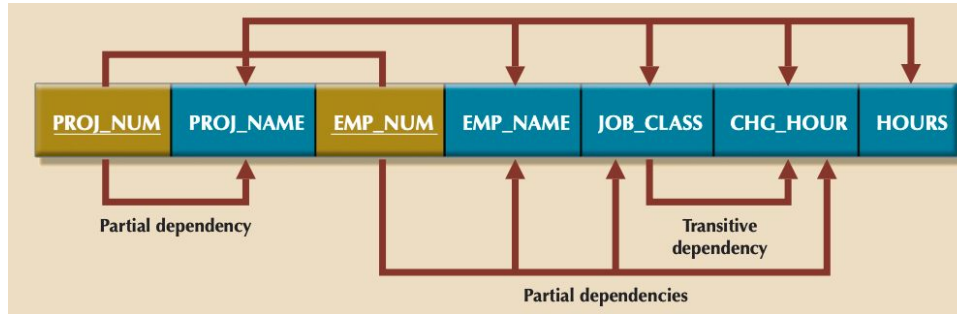 PROJ_NUM PROJ_NAME EMP_NUM EMP_NAME JOB_CLASS CHG_HOUR HOURS
Partial dependency
Transitive
dependency
Partial dependencies